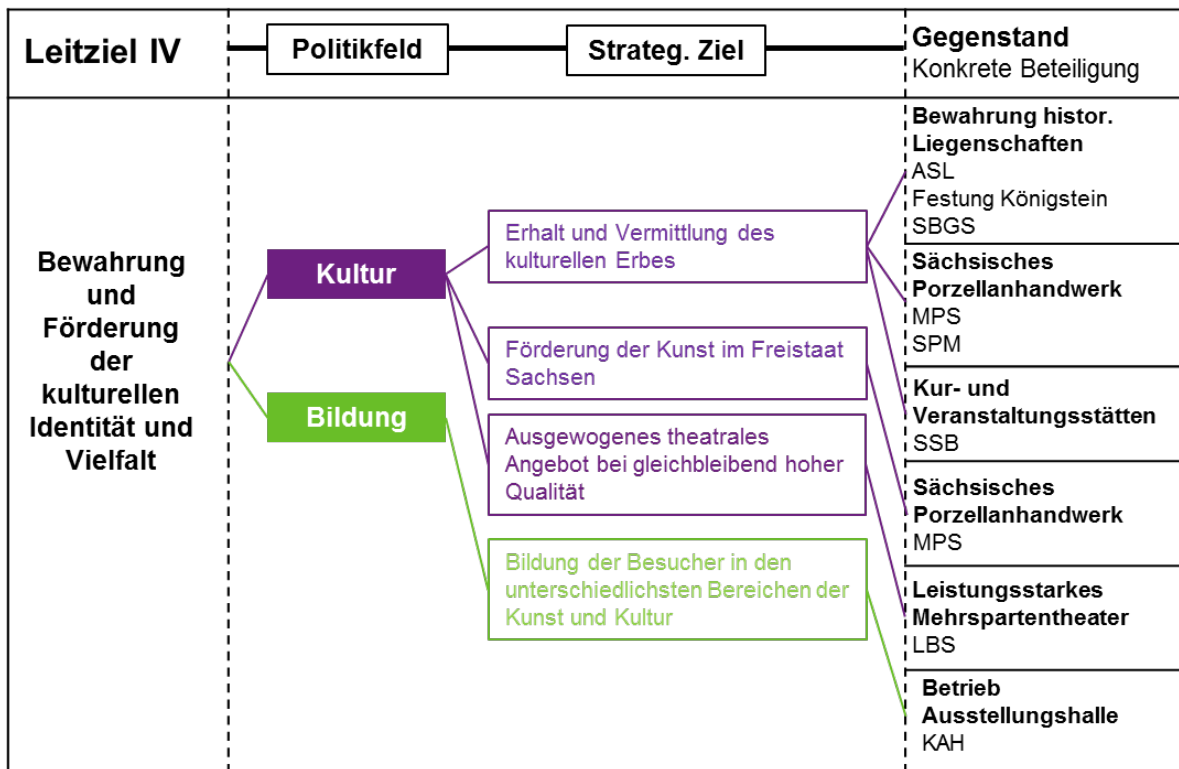 Leitziel IV
Politikfeld
Strateg. Ziel
Gegenstand
Konkrete Beteiligung
Bewahrung
und
Förderung
der
kulturellen
Identität und
Vielfalt
Kultur
Bildung
Erhalt und Vermittlung des
kulturellen Erbes
Förderung der Kunst im Freistaat
Sachsen
Ausgewogenes theatrales
Angebot bei gleichbleibend hoher
Qualität
Bildung der Besucher in den
unterschiedlichsten Bereichen der
Kunst und Kultur
Bewahrung histor.
Liegenschaften
ASL
Festung Königstein
SBGS
Sächsisches
Porzellanhandwerk
MPS
SPM
Kur- und
Veranstaltungsstätten
SSB
Sächsisches
Porzellanhandwerk
MPS
Leistungsstarkes
Mehrspartentheater
LBS
Betrieb
Ausstellungshalle
KAH